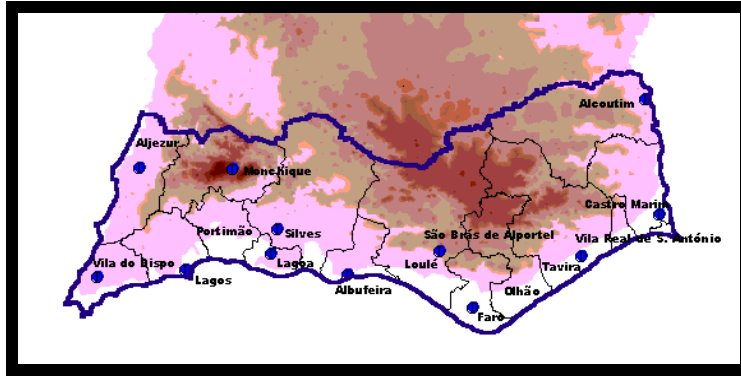 Alcoutim
Aljezur
Monchique
Castro Marim
Portimão
Silves
São Brás de Alportel
Vila Real de S. António
Vila do Bispo
Lagoa
Loulé
Tavira
Lagos
Albufeira
Olhão
Faro